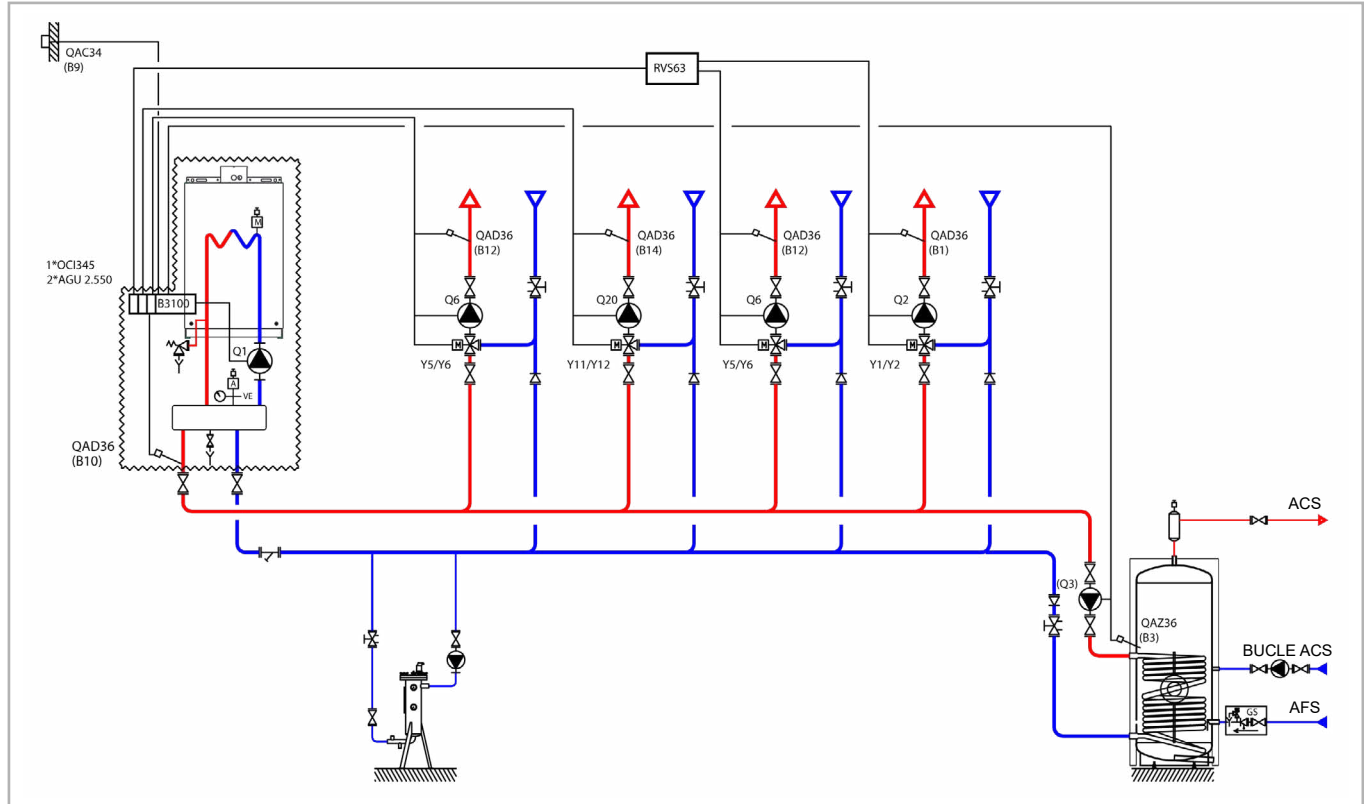 QAC34
(B9)
RVS63
1*OCI345
2*AGU 2.550
B3100
M
Q1
A
VE
QAD36
(B10)
QAD36
(B12)
Q6
M
Y5/Y6
QAD36
(B14)
Q20
M
Y11/Y12
QAD36
(B12)
Q6
M
Y5/Y6
QAD36
(B1)
Q2
M
Y1/Y2
ACS
(Q3)
QAZ36
(B3)
BUCLE ACS
AFS
GS